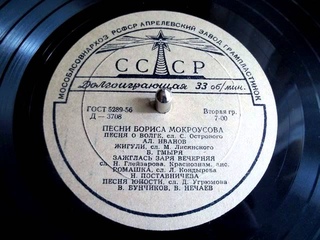 МОСОБЛСОВНАРХОЗ РСФСР АПРЕЛЕВСКИЙ ЗАВОД ГРАМПЛАСТИНОК
СССР
Долгоиграющая 33 об/мин.
ГОСТ 5289-56
Д—3708
Вторая гр.
7-00
ПЕСНИ БОРИСА МОКРОУСОВА
ПЕСНЯ О ВОЛГЕ, сл. С. Острового
АЛ. ИВАНОВ
ЖИГУЛИ, сл. М. Лисянского
Б. ГМЫРЯ
ЗАЖГЛАСЬ ЗАРЯ ВЕЧЕРНЯЯ
сл. Н. Глейзарова. Краснознам. анс.
РОМАШКА, сл. Л. Кондырева
Н. ПОСТАВНИЧЕВА
ПЕСНЯ ЮНОСТИ, сл. Д. Угрюмова
В. БУНЧИКОВ, В. НЕЧАЕВ